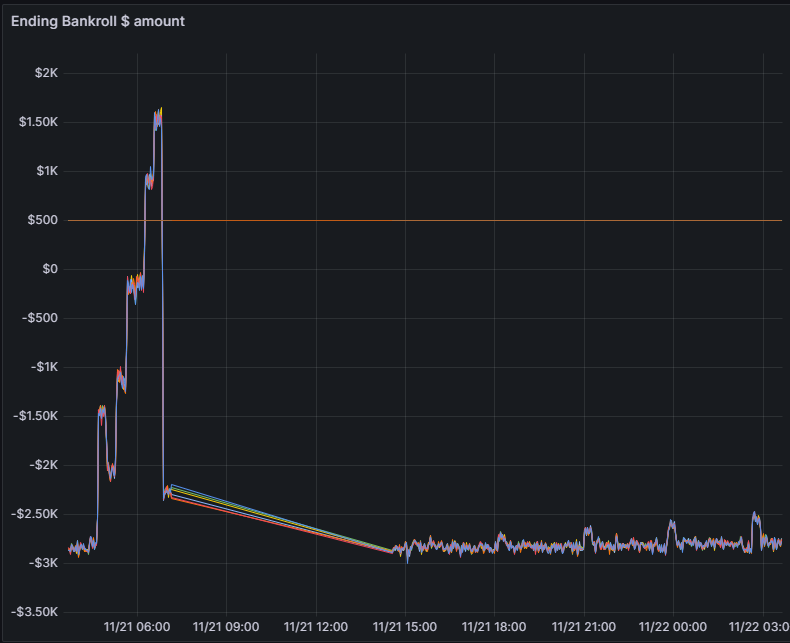 Ending Bankroll $ amount
$2K
$1.50K
$1K
$500
$0
-$500
-$1K
-$1.50K
-$2K
-$2.50K
-$3K
-$3.50K
11/21 06:00 11/21 09:00 11/21 12:00 11/21 15:00 11/21 18:00 11/21 21:00 11/22 00:00 11/22 03:0